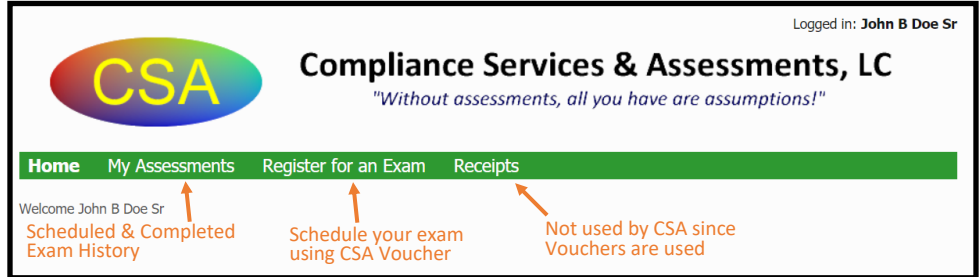 Logged in: John B Doe Sr
CSA
Compliance Services & Assessments, LC
"Without assessments, all you have are assumptions!"
Home My Assessments Register for an Exam Receipts
Welcome John B Doe Sr
Scheduled & Completed
Exam History
Schedule your exam
using CSA Voucher
Not used by CSA since
Vouchers are used